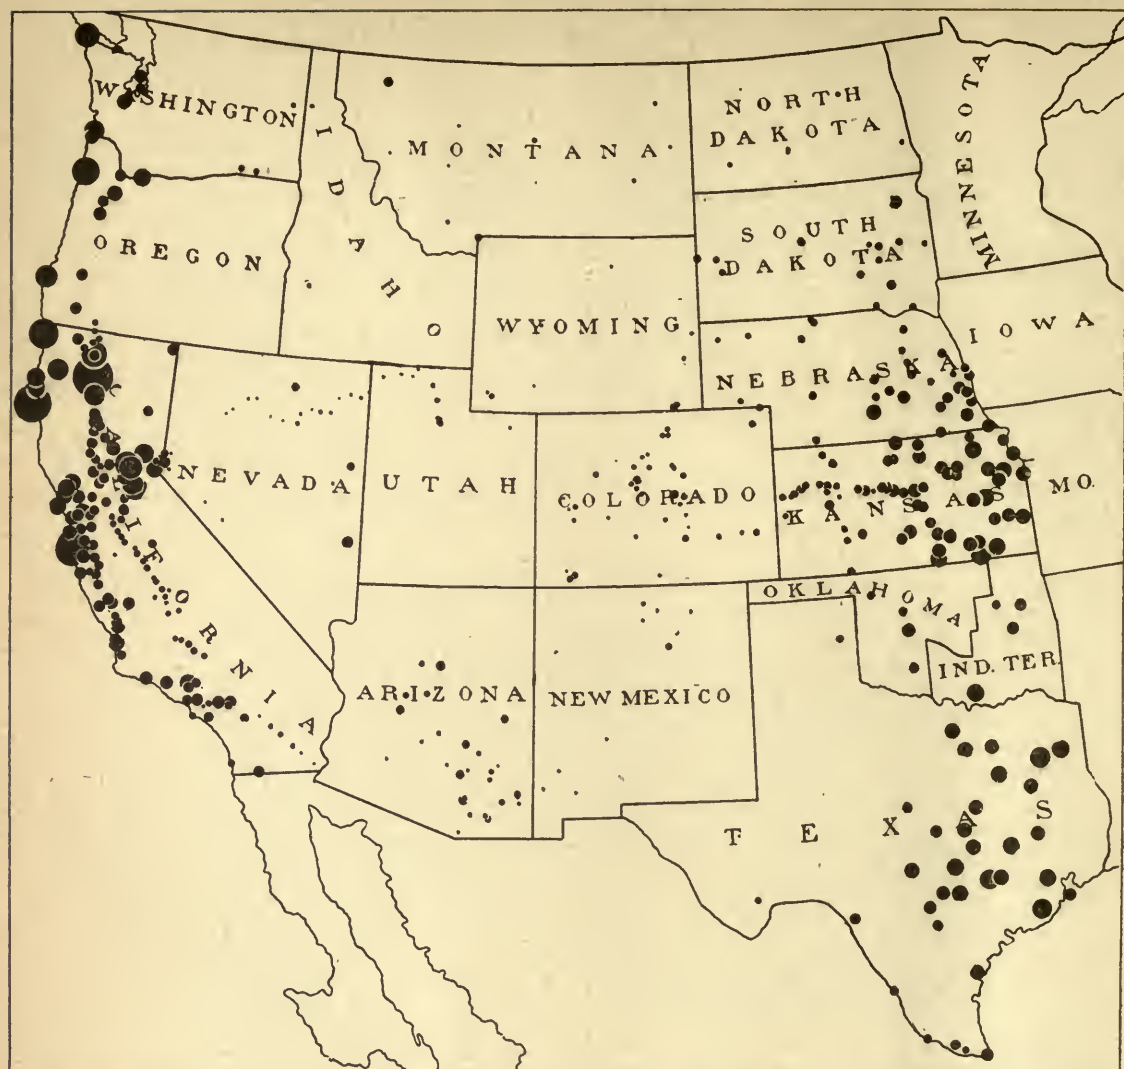 WASHINGTON
IDAHO
MONTANA
NORTH
DAKOTA
MINNESOTA
OREGON
SOUTH
DAKOTA
WYOMING
IOWA
NEBRASKA
CALIFORNIA
NEVADA
UTAH
COLORADO
KANSAS
MO.
OKLAHOMA
IND. TER.
ARIZONA
NEW MEXICO
TEXAS